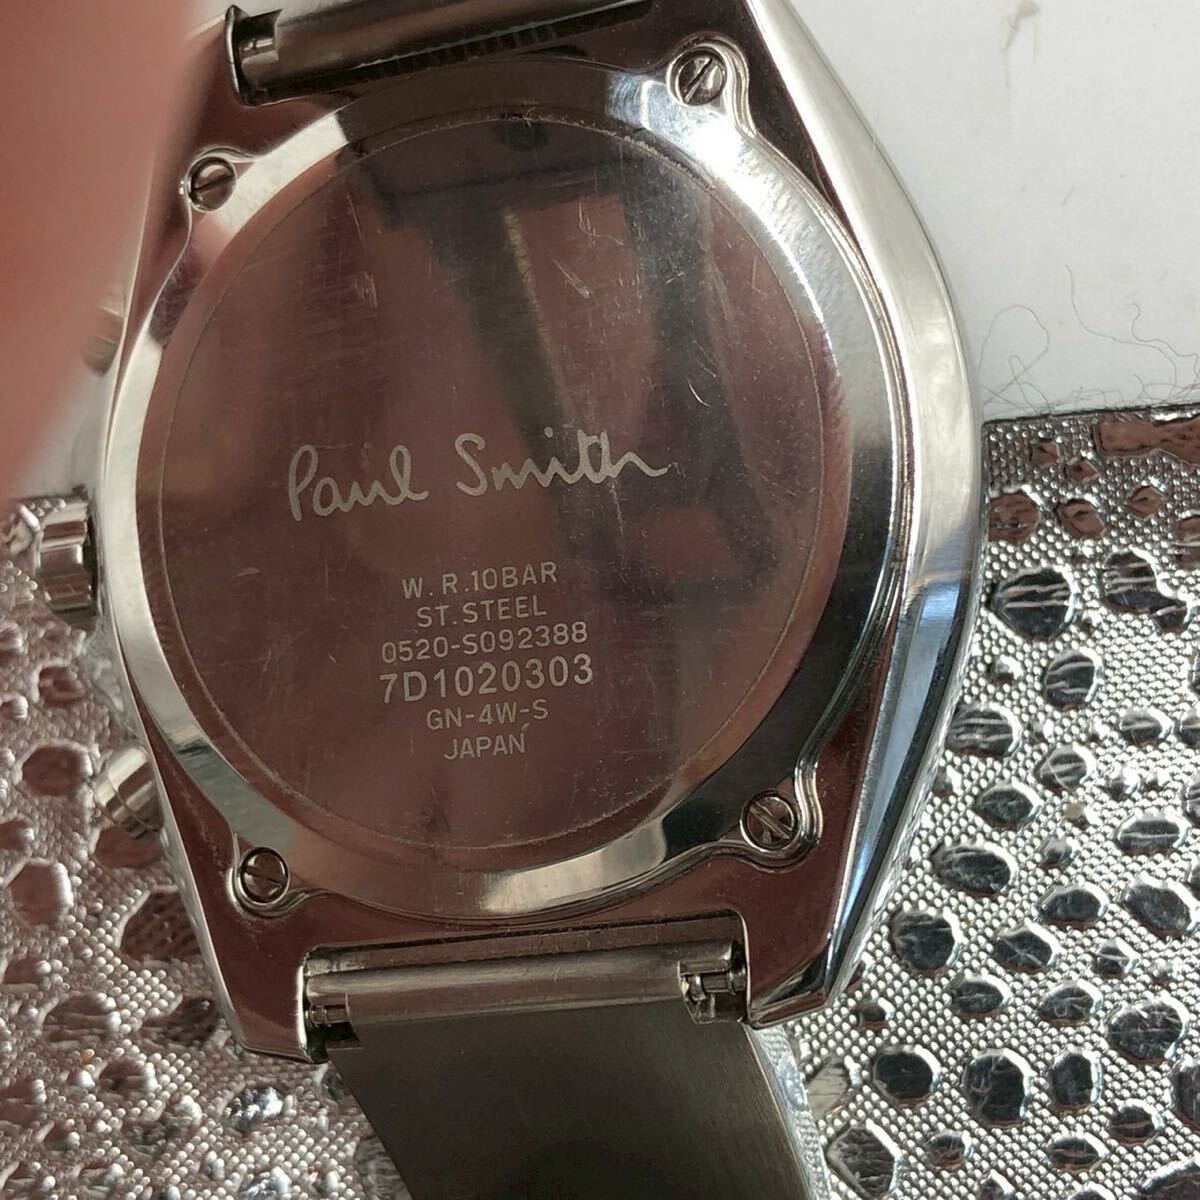 Paul Smith
W. R. 10BAR
ST. STEEL
0520-S092388
7D1020303
GN-4W-S
JAPAN